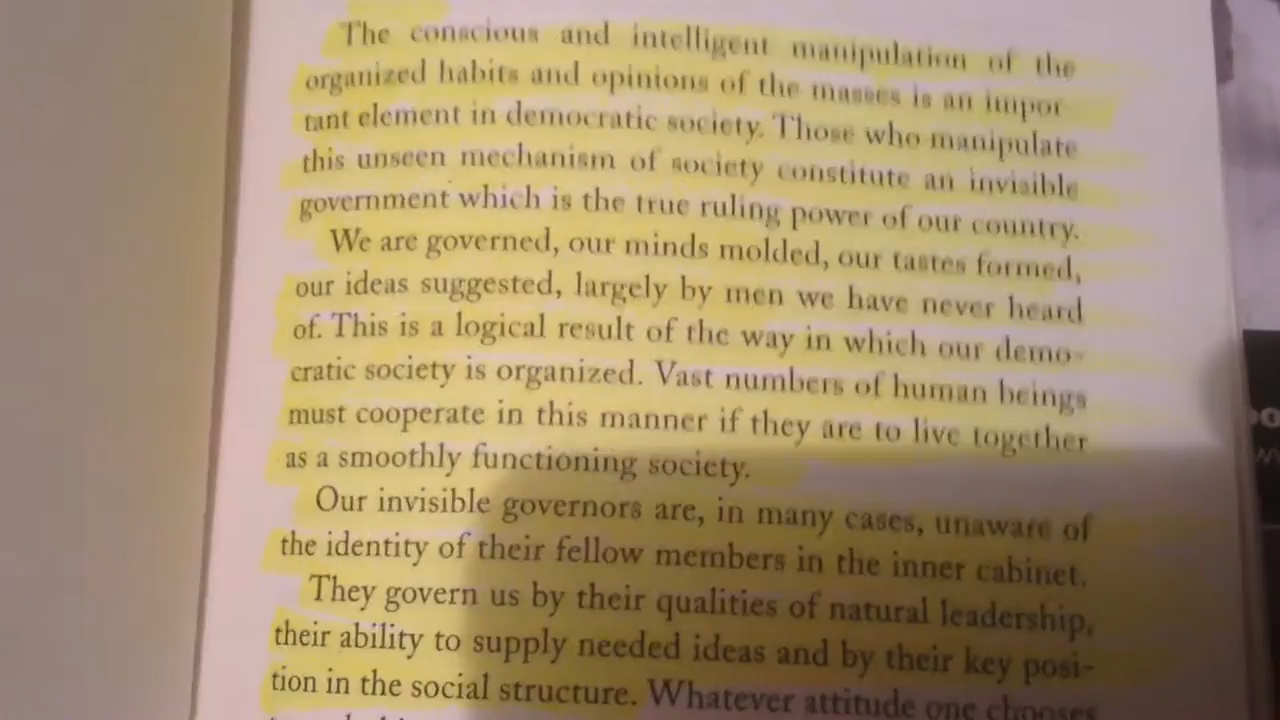 The conscious and intelligent manipulation of the
organized habits and opinions of the masses is an impor-
tant element in democratic society. Those who manipulate
this unseen mechanism of society constitute an invisible
government which is the true ruling power of our country.
We are governed, our minds molded, our tastes formed,
our ideas suggested, largely by men we have never heard
of. This is a logical result of the way in which our demo-
cratic society is organized. Vast numbers of human beings
must cooperate in this manner if they are to live together
as a smoothly functioning society.
Our invisible governors are, in many cases, unaware of
the identity of their fellow members in the inner cabinet.
They govern us by their qualities of natural leadership,
their ability to supply needed ideas and by their key posi-
tion in the social structure. Whatever attitude one chooses